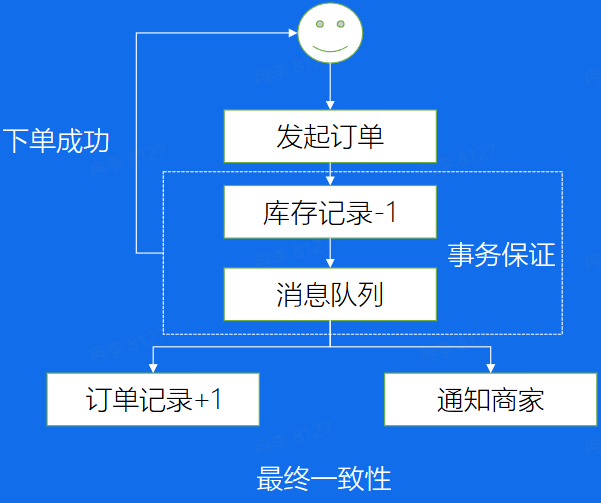 下单成功
发起订单
库存记录-1
事务保证
消息队列
订单记录+1
通知商家
最终一致性